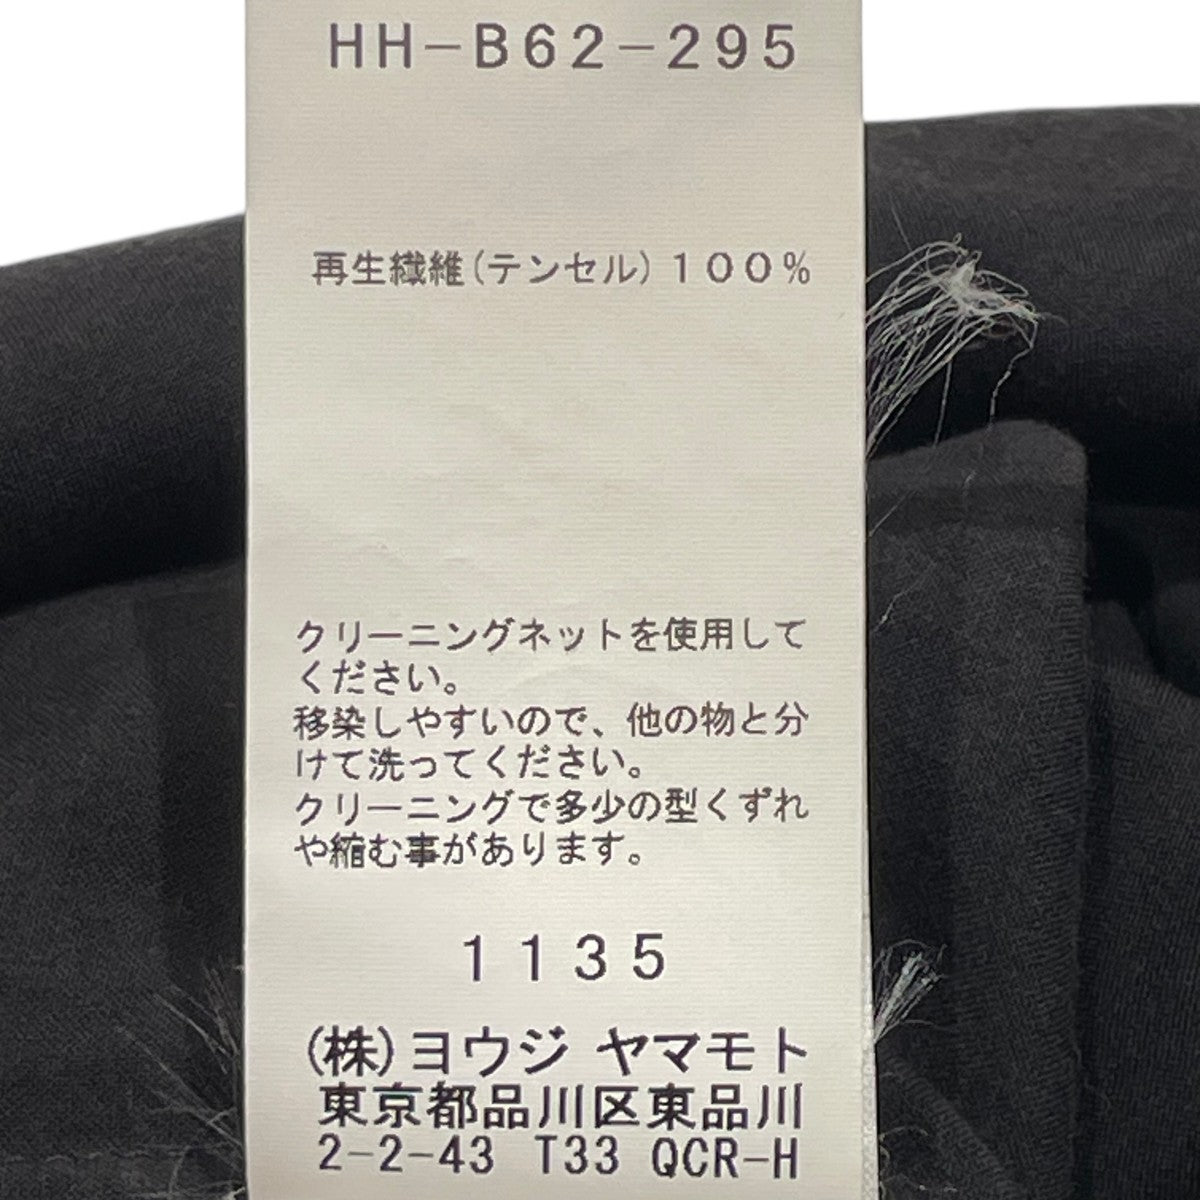 HH-B62-295
再生繊維(テンセル)100%
クリーニングネットを使用して
ください。
移染しやすいので、他の物と分
けて洗ってください。
クリーニングで多少の型くずれ
や縮む事があります。
1135
(株)ヨウジ ヤマモト
東京都品川区東品川
2-2-43 T33 QCR-H